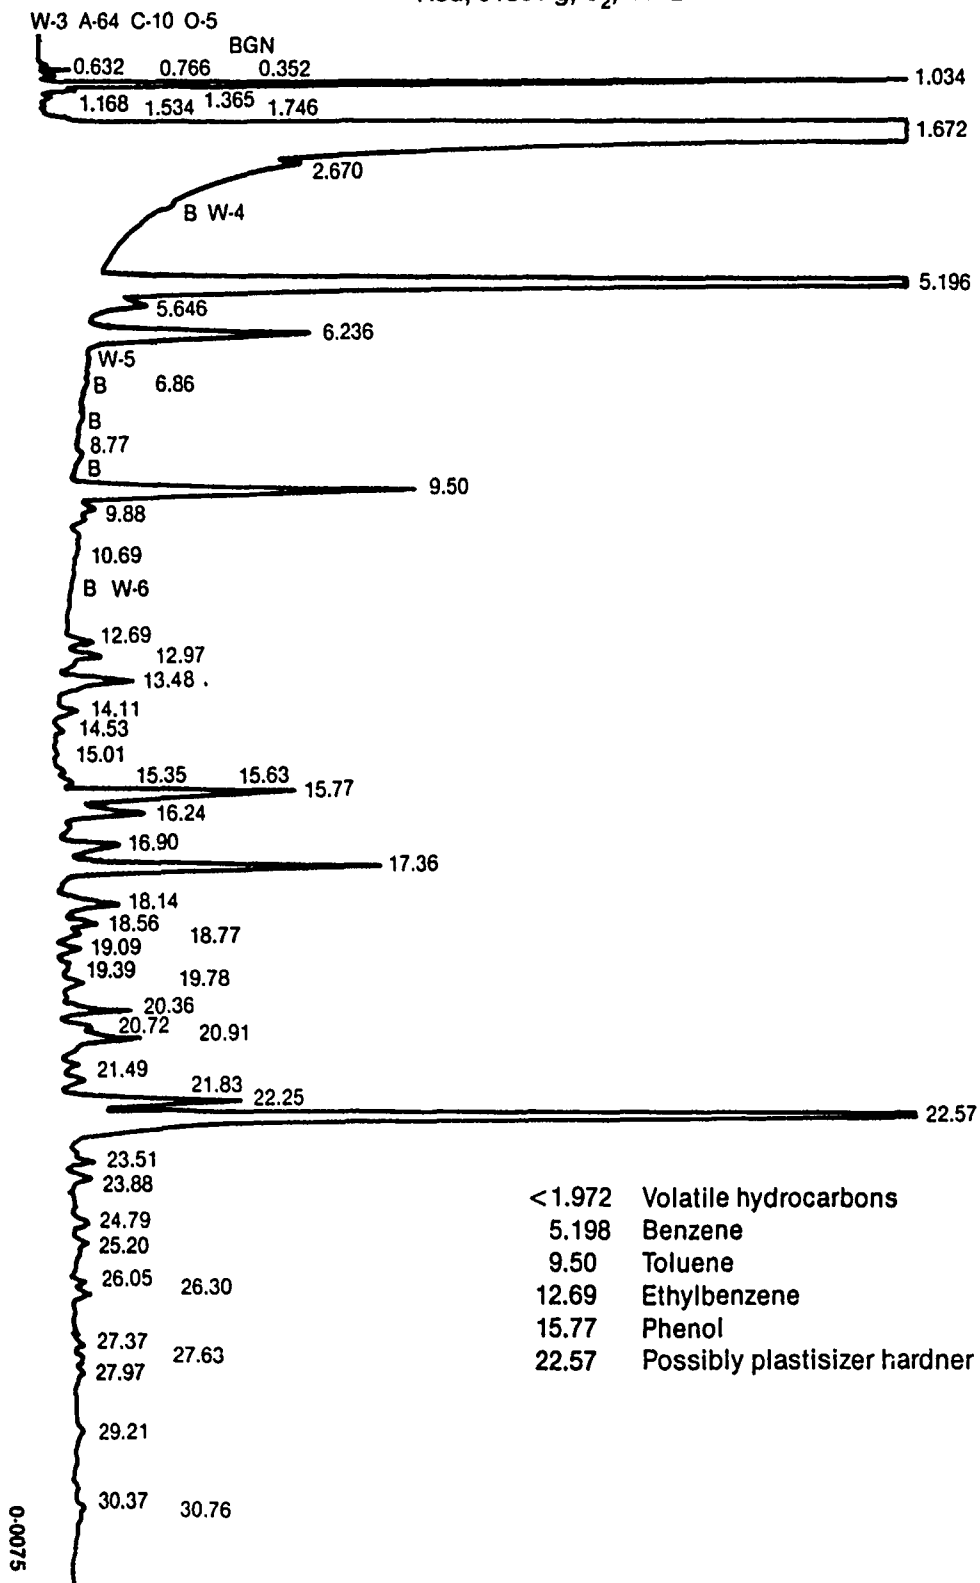 W-3 A-64 C-10 O-5
BGN
0.632 0.766 0.352
1.034
1.168 1.534 1.365 1.746
1.672
2.670
B W-4
5.196
5.646
6.236
W-5
B 6.86
B
8.77
B
9.50
9.88
10.69
B W-6
12.69
12.97
13.48
14.11
14.53
15.01
15.35 15.63
15.77
16.24
16.90
17.36
18.14
18.56
18.77
19.09
19.39
19.78
20.36
20.72 20.91
21.49
21.83
22.25
22.57
23.51
23.88
24.79
25.20
26.05
26.30
27.37
27.63
27.97
29.21
30.37
30.76
<1.972 Volatile hydrocarbons
5.198 Benzene
9.50 Toluene
12.69 Ethylbenzene
15.77 Phenol
22.57 Possibly plastisizer hardner
0-0075